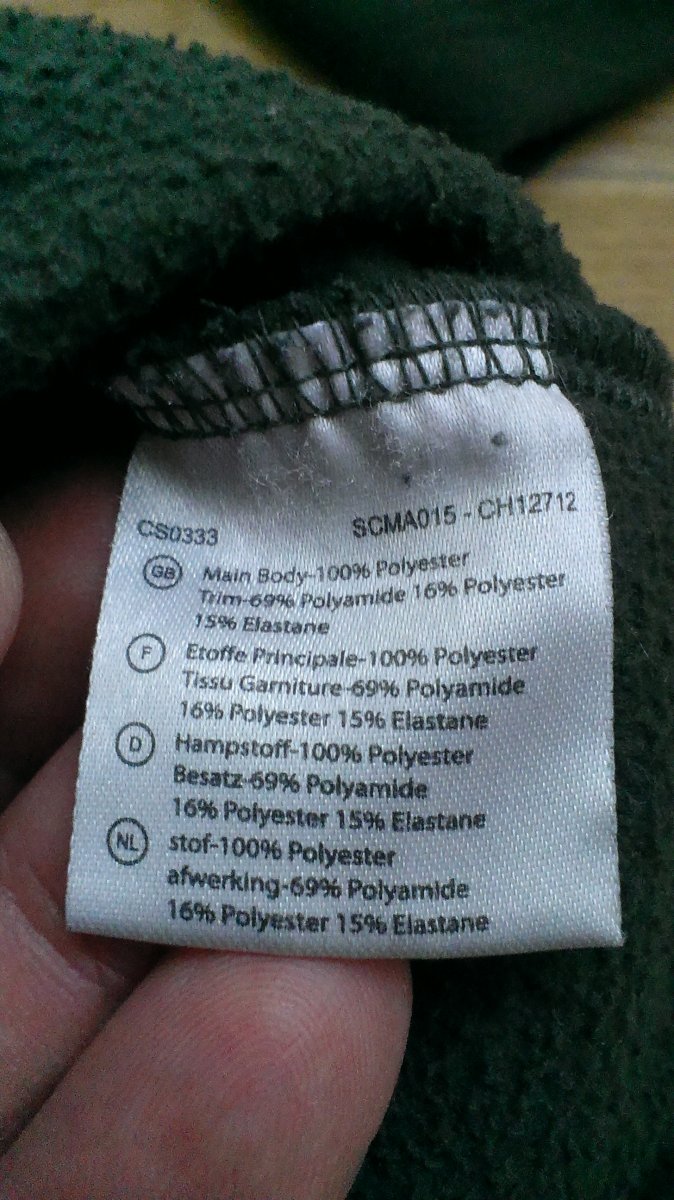 CS0333 SCMA015 - CH12712
GB Main Body-100% Polyester
Trim-69% Polyamide 16% Polyester
15% Elastane
F Etoffe Principale-100% Polyester
Tissu Garniture-69% Polyamide
16% Polyester 15% Elastane
D Hampstoff-100% Polyester
Besatz-69% Polyamide
16% Polyester 15% Elastane
NL stof-100% Polyester
afwerking-69% Polyamide
16% Polyester 15% Elastane